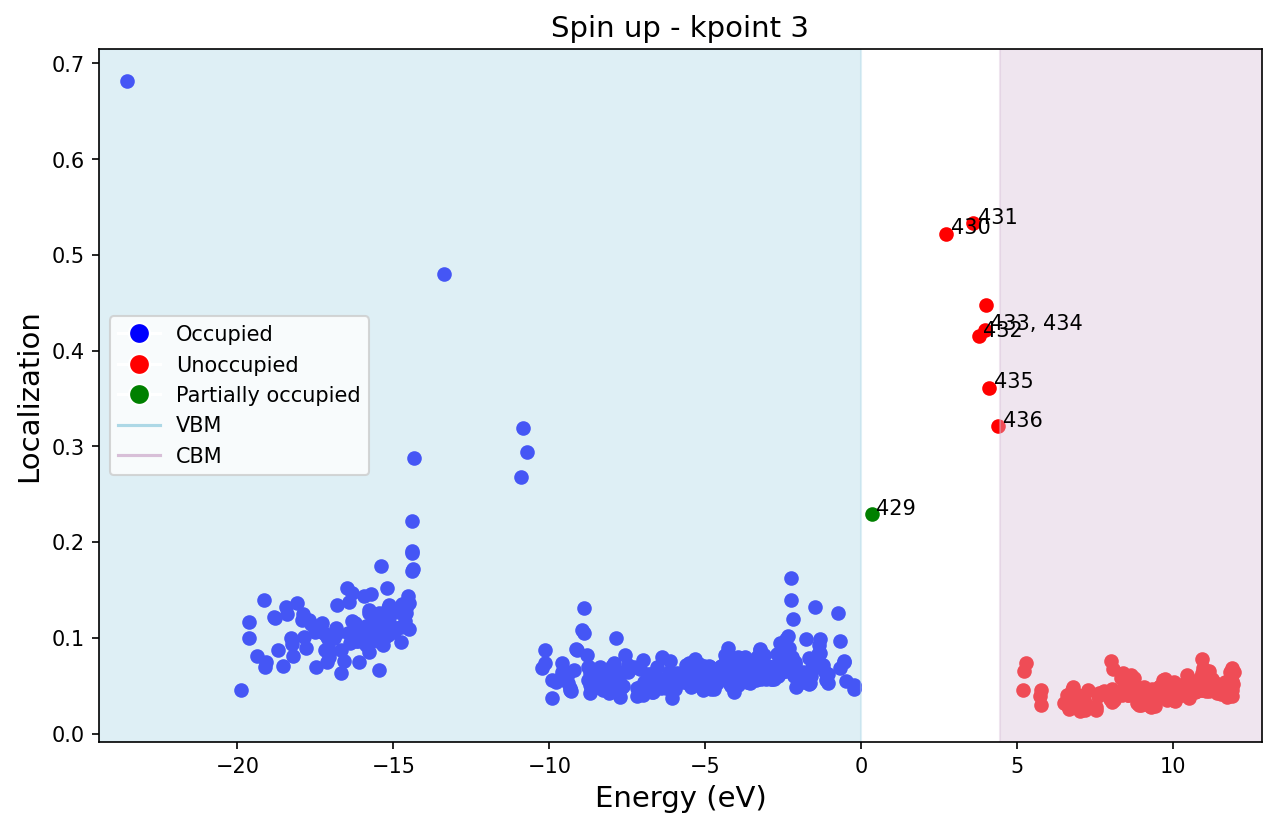 Spin up - kpoint 3
Localization
0.7
0.6
0.5
0.4
0.3
0.2
0.1
0.0
431
430
433, 434
432
435
436
429
Occupied
Unoccupied
Partially occupied
VBM
CBM
−20 −15 −10 −5 0 5 10
Energy (eV)